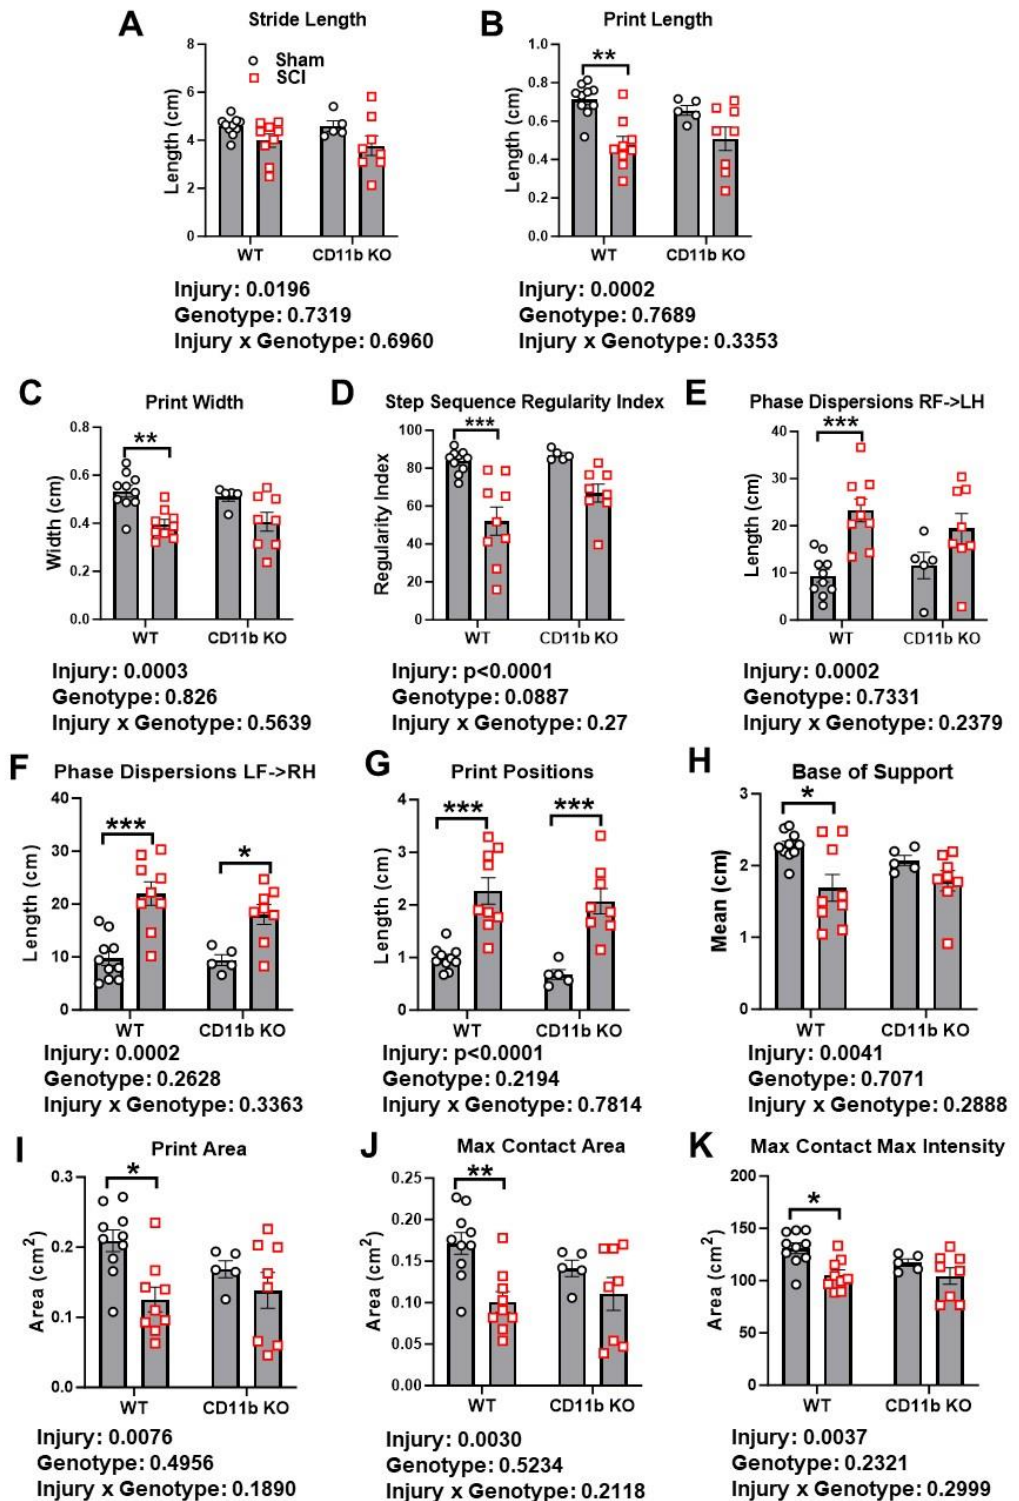 A
Stride Length
Length (cm)
8
6
4
2
0
Sham
SCI
WT
CD11b KO
Injury: 0.0196
Genotype: 0.7319
Injury x Genotype: 0.6960
B
Print Length
Length (cm)
1.0
0.8
0.6
0.4
0.2
0.0
**
WT
CD11b KO
Injury: 0.0002
Genotype: 0.7689
Injury x Genotype: 0.3353
C
Print Width
Width (cm)
0.8
0.6
0.4
0.2
0.0
**
WT
CD11b KO
Injury: 0.0003
Genotype: 0.826
Injury x Genotype: 0.5639
D
Step Sequence Regularity Index
Regularity Index
100
80
60
40
20
0
***
WT
CD11b KO
Injury: p<0.0001
Genotype: 0.0887
Injury x Genotype: 0.27
E
Phase Dispersions RF->LH
Length (cm)
40
30
20
10
0
***
WT
CD11b KO
Injury: 0.0002
Genotype: 0.7331
Injury x Genotype: 0.2379
F
Phase Dispersions LF->RH
Length (cm)
40
30
20
10
0
***
*
WT
CD11b KO
Injury: 0.0002
Genotype: 0.2628
Injury x Genotype: 0.3363
G
Print Positions
Length (cm)
4
3
2
1
0
***
***
WT
CD11b KO
Injury: p<0.0001
Genotype: 0.2194
Injury x Genotype: 0.7814
H
Base of Support
Mean (cm)
3
2
1
0
*
WT
CD11b KO
Injury: 0.0041
Genotype: 0.7071
Injury x Genotype: 0.2888
I
Print Area
Area (cm²)
0.3
0.2
0.1
0.0
*
WT
CD11b KO
Injury: 0.0076
Genotype: 0.4956
Injury x Genotype: 0.1890
J
Max Contact Area
Area (cm²)
0.25
0.20
0.15
0.10
0.05
0.00
**
WT
CD11b KO
Injury: 0.0030
Genotype: 0.5234
Injury x Genotype: 0.2118
K
Max Contact Max Intensity
Area (cm²)
200
150
100
50
0
*
WT
CD11b KO
Injury: 0.0037
Genotype: 0.2321
Injury x Genotype: 0.2999